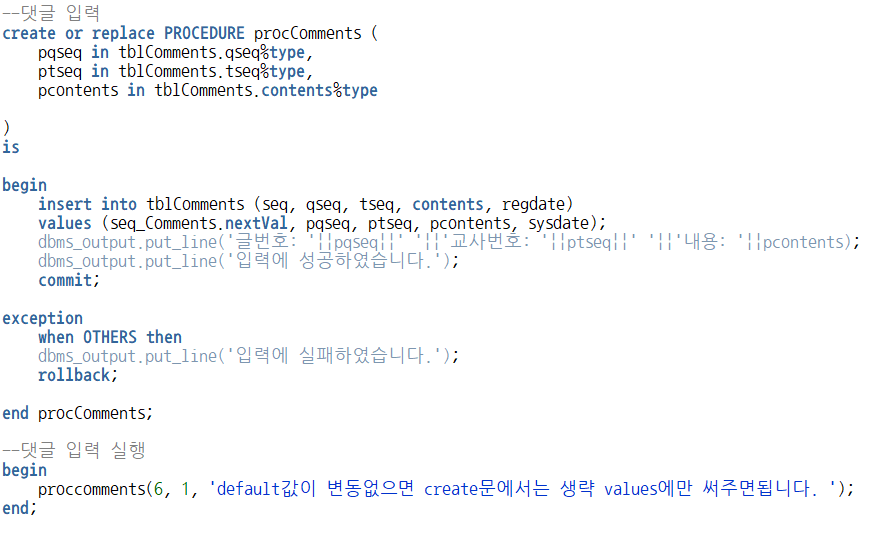 --댓글 입력
create or replace PROCEDURE procComments (
    pqseq in tblComments.qseq%type,
    ptseq in tblComments.tseq%type,
    pcontents in tblComments.contents%type
)
is
begin
    insert into tblComments (seq, qseq, tseq, contents, regdate)
    values (seq_Comments.nextVal, pqseq, ptseq, pcontents, sysdate);
    dbms_output.put_line('글번호: '||pqseq||' '||'교사번호: '||ptseq||' '||'내용: '||pcontents);
    dbms_output.put_line('입력에 성공하였습니다.');
    commit;
exception
    when OTHERS then
    dbms_output.put_line('입력에 실패하였습니다.');
    rollback;
end procComments;
--댓글 입력 실행
begin
    proccomments(6, 1, 'default값이 변동없으면 create문에서는 생략 values에만 써주면됩니다. ');
end;